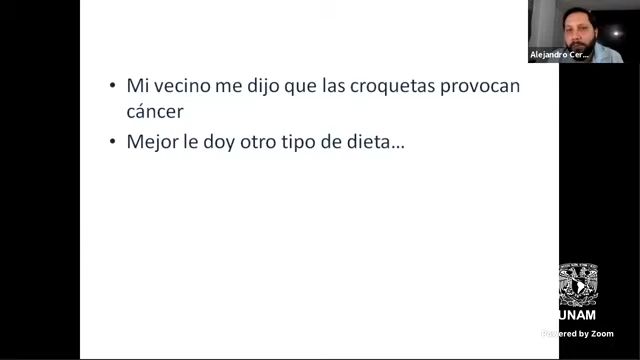 Alejandro Cer...
• Mi vecino me dijo que las croquetas provocan
cáncer
• Mejor le doy otro tipo de dieta...
UNAM
Powered by Zoom